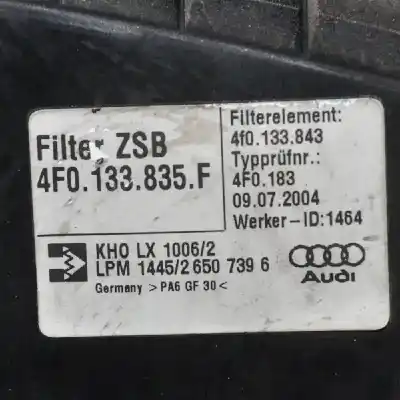 Filter ZSB
4F0.133.835.F
Filterelement:
4f0.133.843
Typprüfnr.:
4F0.183
09.07.2004
Werker-ID:1464
KHO LX 1006/2
LPM 1445/2 650 739 6
Germany >PA6 GF 30<
Audi